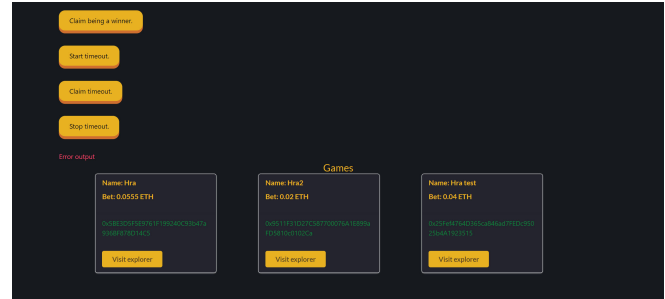 Claim being a winner.
Start timeout.
Claim timeout.
Stop timeout.
Error output
Games
Name: Hra
Bet: 0.0555 ETH
Visit explorer
Name: Hra2
Bet: 0.02 ETH
Visit explorer
Name: Hra test
Bet: 0.04 ETH
Visit explorer